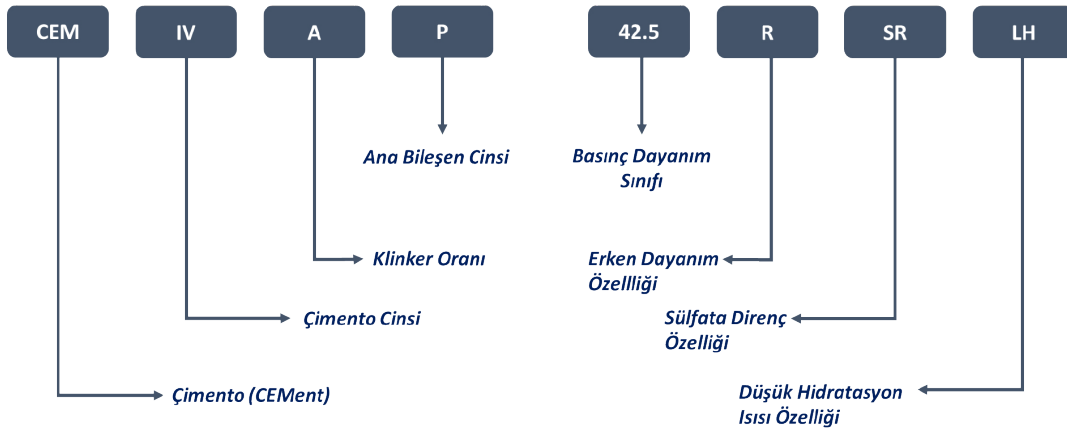 CEM IV A P 42.5 R SR LH
Ana Bileşen Cinsi
Basınç Dayanım
Sınıfı
Klinker Oranı
Erken Dayanım
Özellliği
Çimento Cinsi
Sülfata Direnç
Özelliği
Çimento (CEMent)
Düşük Hidratasyon
Isısı Özelliği